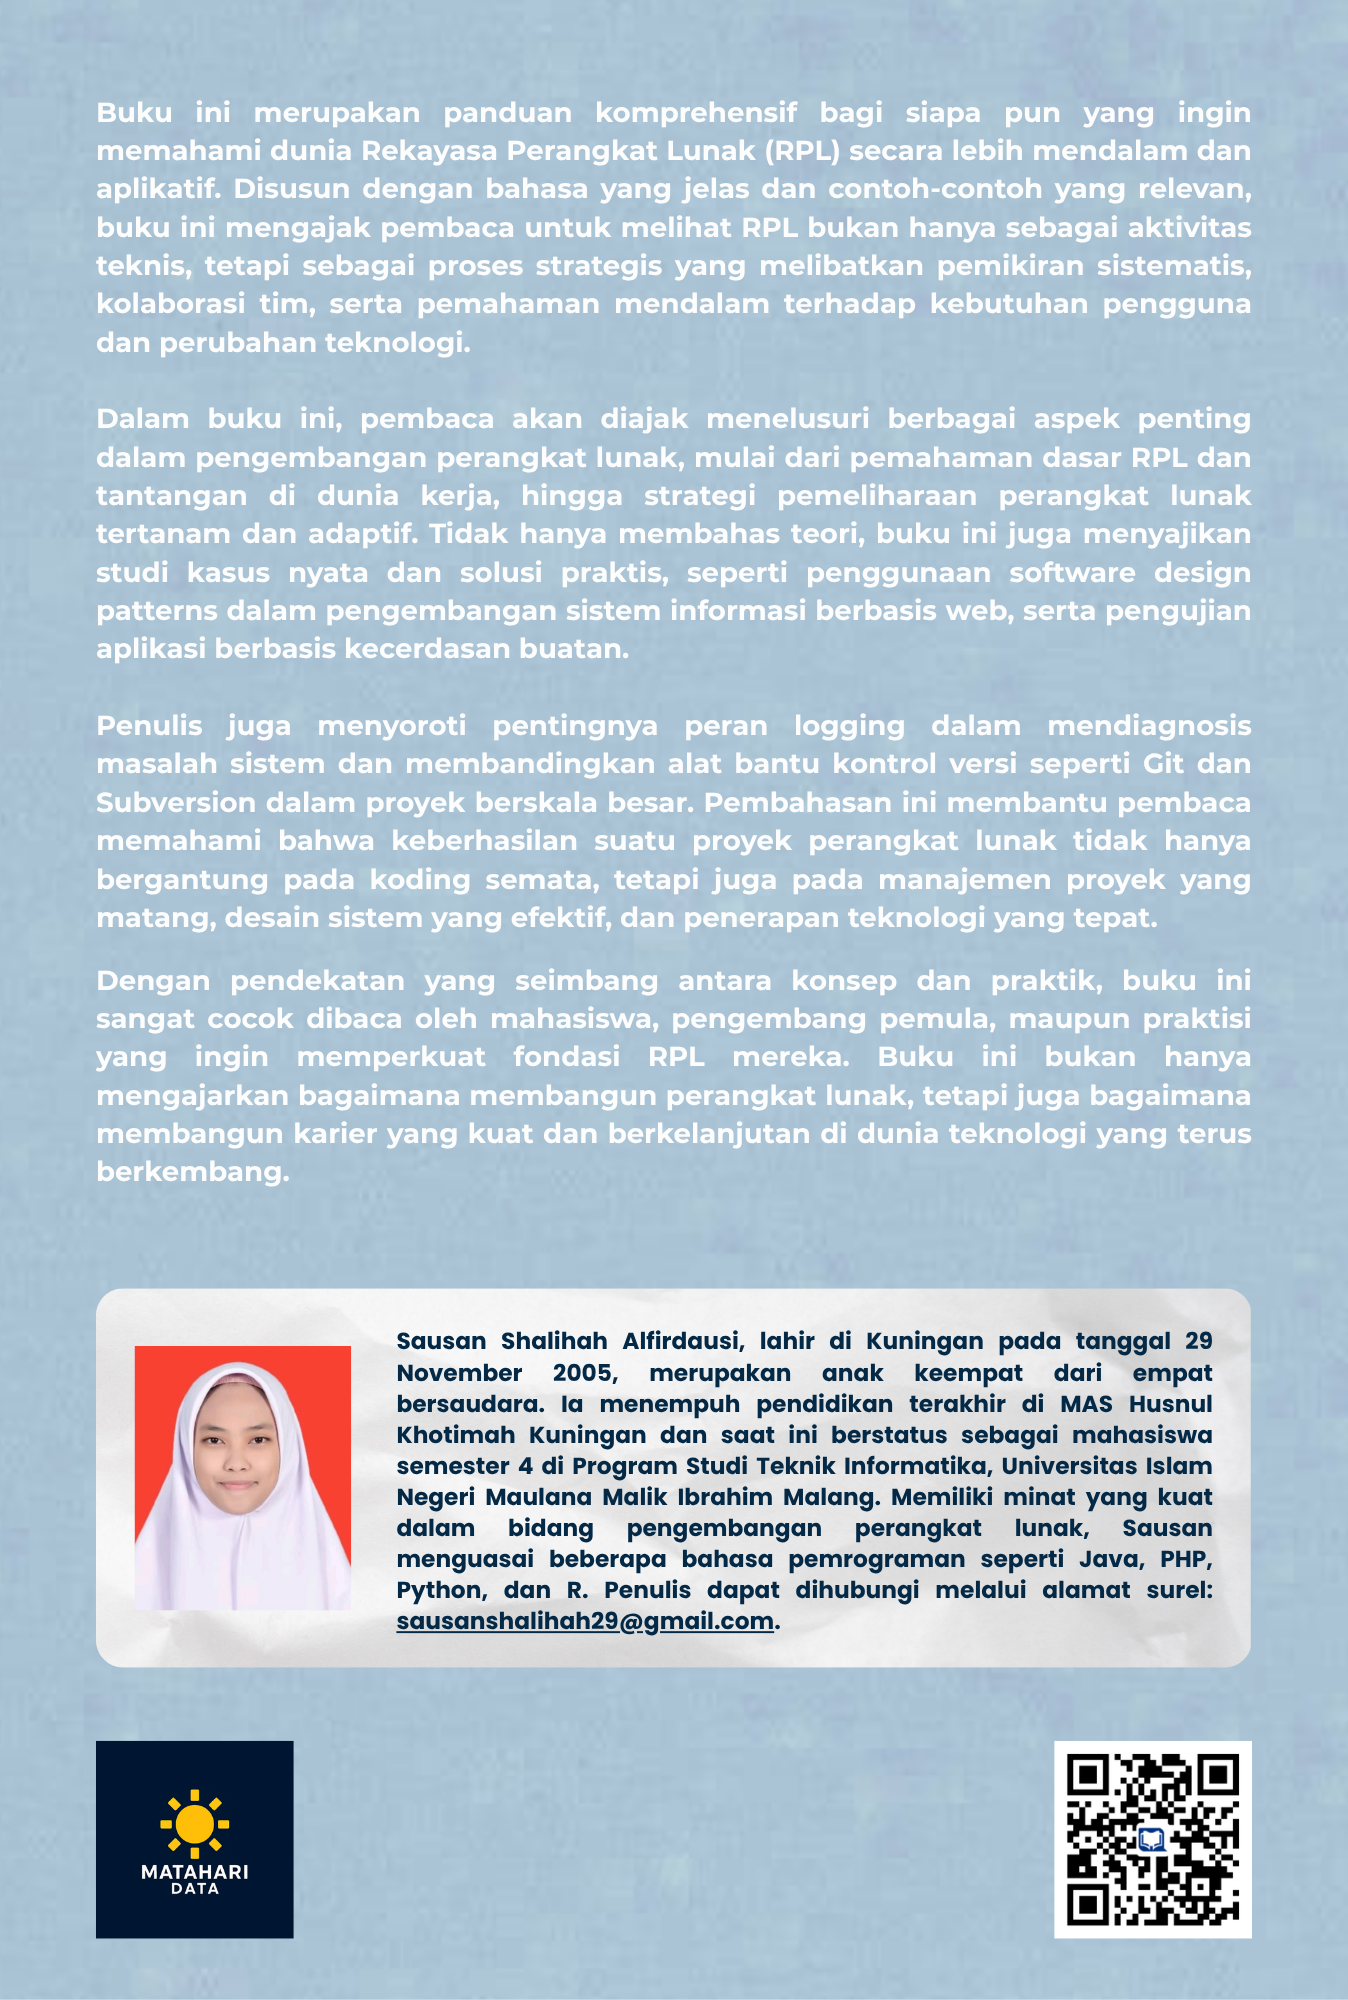 Buku ini merupakan panduan komprehensif bagi siapa pun yang ingin
memahami dunia Rekayasa Perangkat Lunak (RPL) secara lebih mendalam dan
aplikatif. Disusun dengan bahasa yang jelas dan contoh-contoh yang relevan,
buku ini mengajak pembaca untuk melihat RPL bukan hanya sebagai aktivitas
teknis, tetapi sebagai proses strategis yang melibatkan pemikiran sistematis,
kolaborasi tim, serta pemahaman mendalam terhadap kebutuhan pengguna
dan perubahan teknologi.
Dalam buku ini, pembaca akan diajak menelusuri berbagai aspek penting
dalam pengembangan perangkat lunak, mulai dari pemahaman dasar RPL dan
tantangan di dunia kerja, hingga strategi pemeliharaan perangkat lunak
tertanam dan adaptif. Tidak hanya membahas teori, buku ini juga menyajikan
studi kasus nyata dan solusi praktis, seperti penggunaan software design
patterns dalam pengembangan sistem informasi berbasis web, serta pengujian
aplikasi berbasis kecerdasan buatan.
Penulis juga menyoroti pentingnya peran logging dalam mendiagnosis
masalah sistem dan membandingkan alat bantu kontrol versi seperti Git dan
Subversion dalam proyek berskala besar. Pembahasan ini membantu pembaca
memahami bahwa keberhasilan suatu proyek perangkat lunak tidak hanya
bergantung pada koding semata, tetapi juga pada manajemen proyek yang
matang, desain sistem yang efektif, dan penerapan teknologi yang tepat.
Dengan pendekatan yang seimbang antara konsep dan praktik, buku ini
sangat cocok dibaca oleh mahasiswa, pengembang pemula, maupun praktisi
yang ingin memperkuat fondasi RPL mereka. Buku ini bukan hanya
mengajarkan bagaimana membangun perangkat lunak, tetapi juga bagaimana
membangun karier yang kuat dan berkelanjutan di dunia teknologi yang terus
berkembang.
Sausan Shalihah Alfirdausi, lahir di Kuningan pada tanggal 29
November 2005, merupakan anak keempat dari empat
bersaudara. Ia menempuh pendidikan terakhir di MAS Husnul
Khotimah Kuningan dan saat ini berstatus sebagai mahasiswa
semester 4 di Program Studi Teknik Informatika, Universitas Islam
Negeri Maulana Malik Ibrahim Malang. Memiliki minat yang kuat
dalam bidang pengembangan perangkat lunak, Sausan
menguasai beberapa bahasa pemrograman seperti Java, PHP,
Python, dan R. Penulis dapat dihubungi melalui alamat surel:
sausanshalihah29@gmail.com.
MATAHARI
DATA